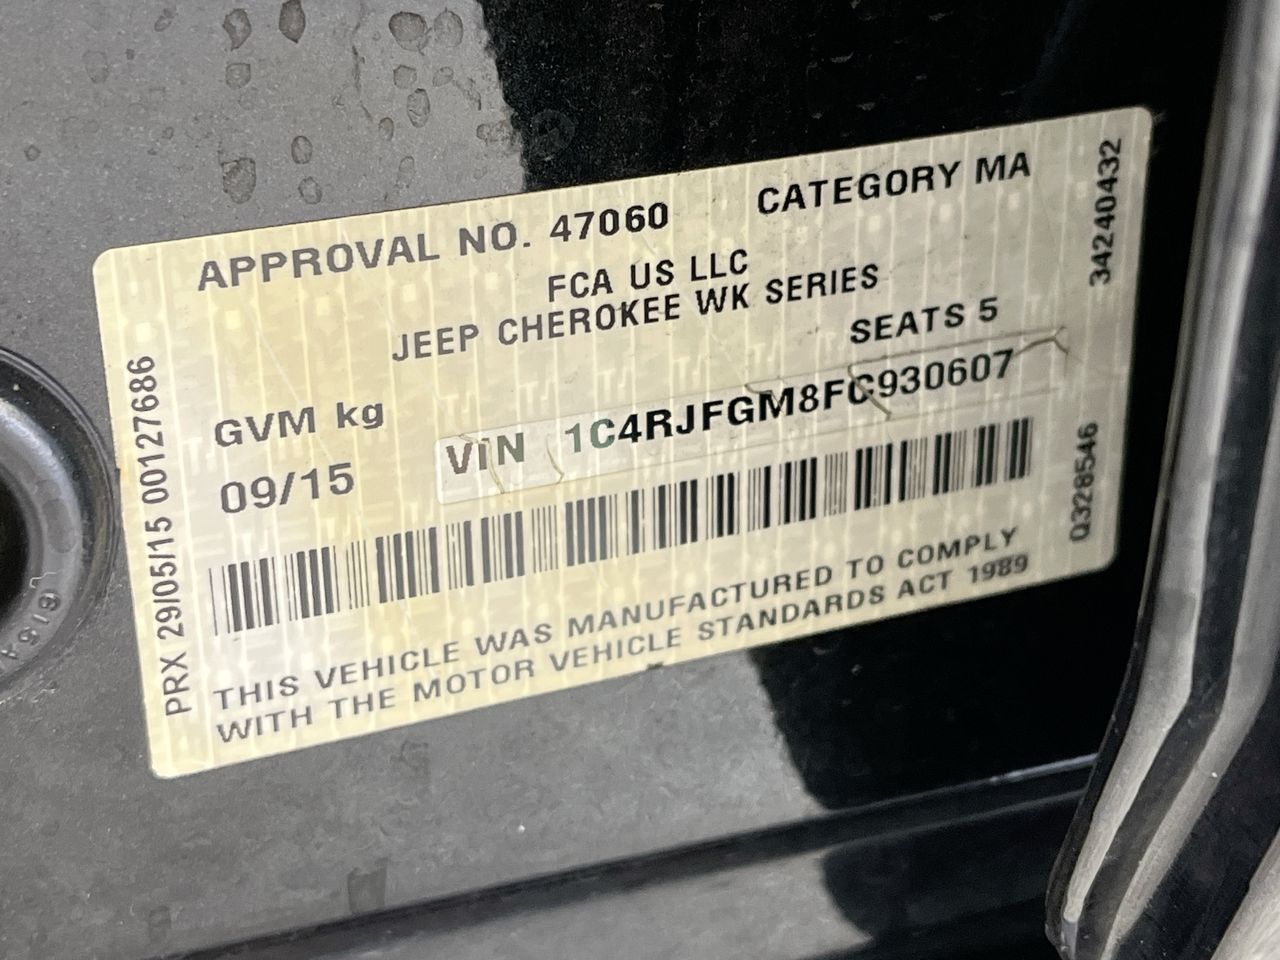 APPROVAL NO. 47060 CATEGORY MA
FCA US LLC
JEEP CHEROKEE WK SERIES
SEATS 5
GVM kg
09/15
VIN 1C4RJFGM8FC930607
THIS VEHICLE WAS MANUFACTURED TO COMPLY
WITH THE MOTOR VEHICLE STANDARDS ACT 1989
PRX 29/05/15 00127686
34240432
Q328546